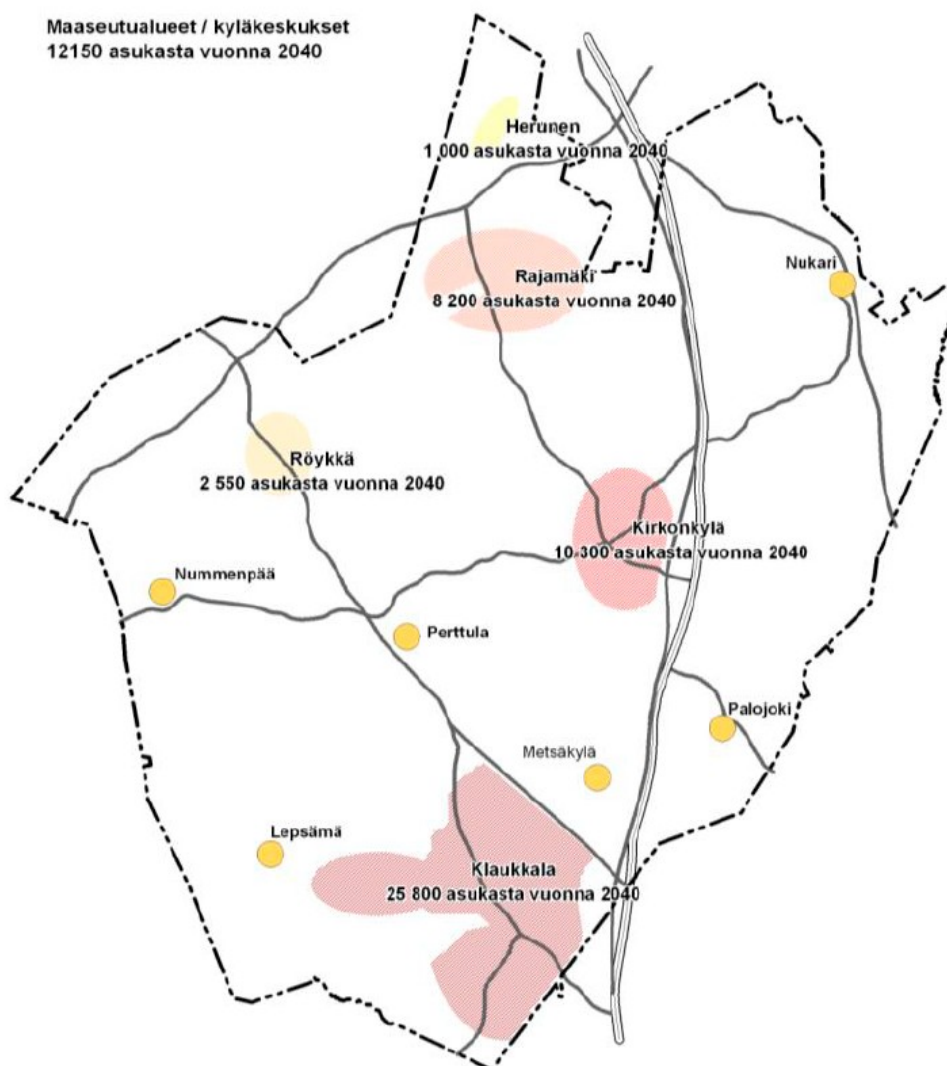 Maaseutualueet / kyläkeskukset
12150 asukasta vuonna 2040
Herunen
1 000 asukasta vuonna 2040
Nukari
Rajamäki
8 200 asukasta vuonna 2040
Röykkä
2 550 asukasta vuonna 2040
Kirkonkylä
10 300 asukasta vuonna 2040
Nummenpää
Perttula
Palojoki
Metsäkylä
Lepsämä
Klaukkala
25 800 asukasta vuonna 2040